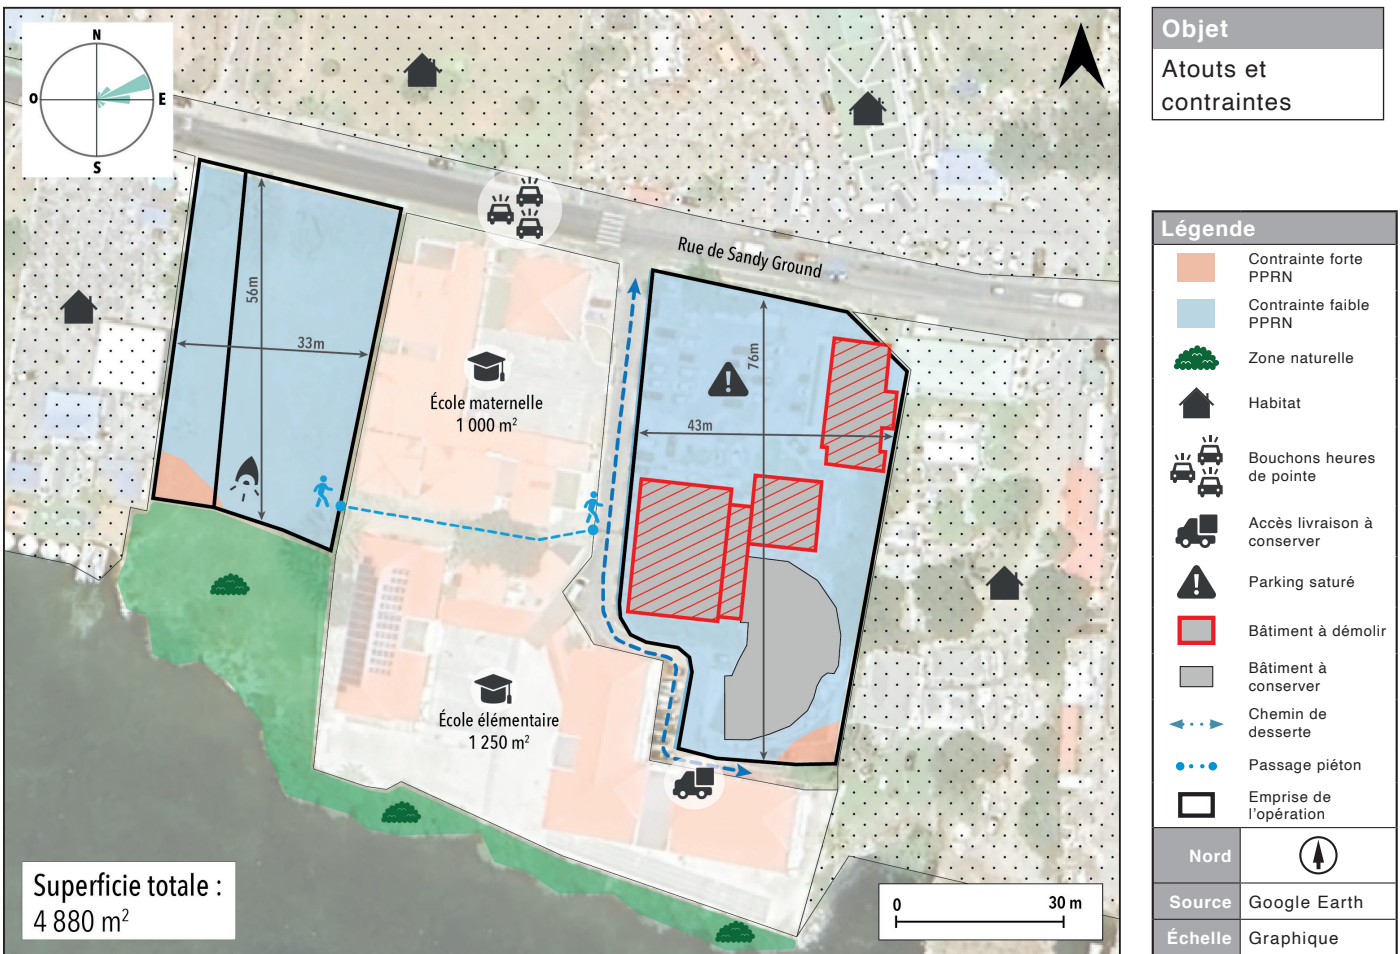 N
O
E
S
56m
33m
École maternelle
1 000 m²
Rue de Sandy Ground
76m
43m
École élémentaire
1 250 m²
Superficie totale :
4 880 m²
0
30 m
Objet
Atouts et
contraintes
Légende
Contrainte forte
PPRN
Contrainte faible
PPRN
Zone naturelle
Habitat
Bouchons heures
de pointe
Accès livraison à
conserver
Parking saturé
Bâtiment à démolir
Bâtiment à
conserver
Chemin de
desserte
Passage piéton
Emprise de
l'opération
Nord
Source Google Earth
Échelle Graphique